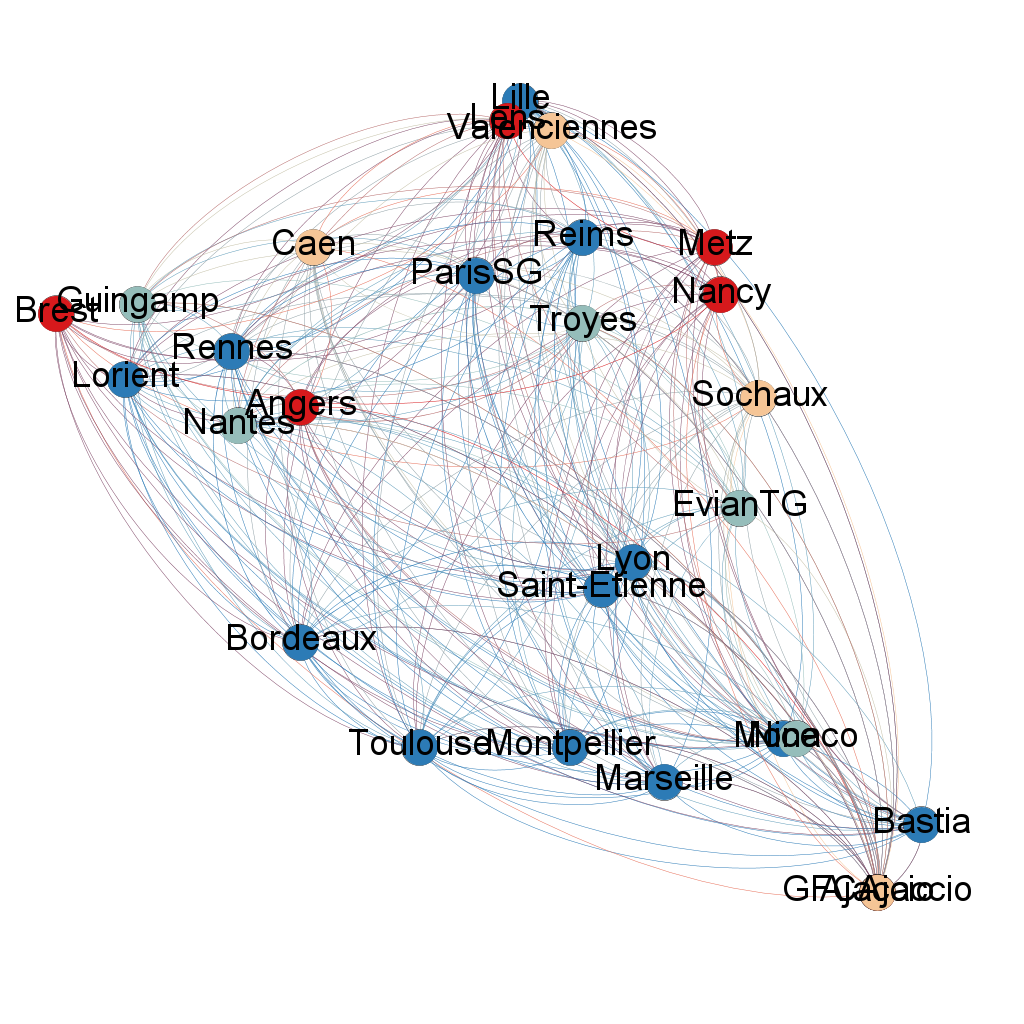 Lille
Lens
Valenciennes
Reims
Caen
Metz
ParisSG
Nancy
Guingamp
Brest
Troyes
Rennes
Lorient
Sochaux
Angers
Nantes
EvianTG
Lyon
Saint-Etienne
Bordeaux
Toulouse
Montpellier
Nice
Monaco
Marseille
Bastia
GFCAjaccio
Ajaccio